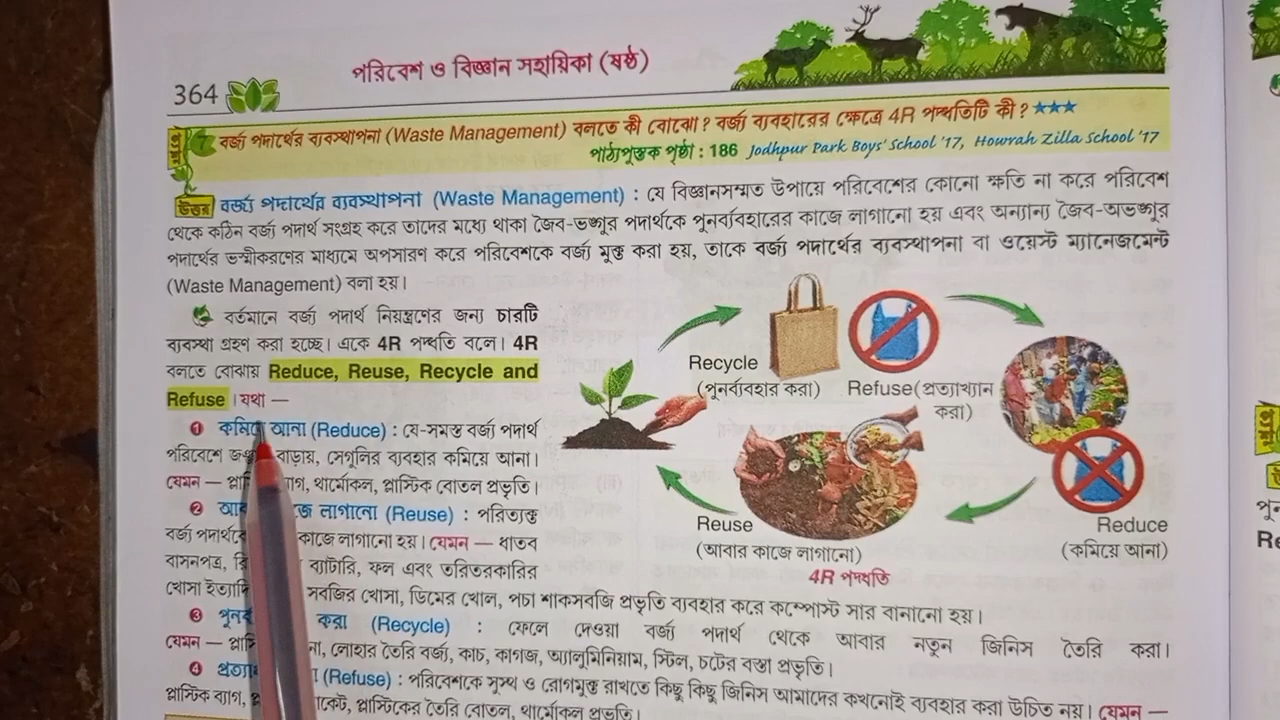 পরিবেশ ও বিজ্ঞান সহায়িকা (ষষ্ঠ)
364
7 বর্জ্য পদার্থের ব্যবস্থাপনা (Waste Management) বলতে কী বোঝো? বর্জ্য ব্যবহারের ক্ষেত্রে 4R পদ্ধতিটি কী? ★★★
পাঠ্যপুস্তক পৃষ্ঠা : 186 Jodhpur Park Boys' School '17, Howrah Zilla School '17
উত্তর বর্জ্য পদার্থের ব্যবস্থাপনা (Waste Management) : যে বিজ্ঞানসম্মত উপায়ে পরিবেশের কোনো ক্ষতি না করে পরিবেশ
থেকে কঠিন বর্জ্য পদার্থ সংগ্রহ করে তাদের মধ্যে থাকা জৈব-ভঙ্গুর পদার্থকে পুনর্ব্যবহারের কাজে লাগানো হয় এবং অন্যান্য জৈব-অভঙ্গুর
পদার্থের ভস্মীকরণের মাধ্যমে অপসারণ করে পরিবেশকে বর্জ্য মুক্ত করা হয়, তাকে বর্জ্য পদার্থের ব্যবস্থাপনা বা ওয়েস্ট ম্যানেজমেন্ট
(Waste Management) বলা হয়।
বর্তমানে বর্জ্য পদার্থ নিয়ন্ত্রণের জন্য চারটি
ব্যবস্থা গ্রহণ করা হচ্ছে। একে 4R পদ্ধতি বলে। 4R
বলতে বোঝায় Reduce, Reuse, Recycle and
Refuse। যথা —
1 কমিয়ে আনা (Reduce) : যে-সমস্ত বর্জ্য পদার্থ
পরিবেশে বাড়ায়, সেগুলির ব্যবহার কমিয়ে আনা।
যেমন — থার্মোকল, প্লাস্টিক বোতল প্রভৃতি।
2 লাগানো (Reuse) : পরিত্যক্ত
বর্জ্য কাজে লাগানো হয়। যেমন — ধাতব
বাসনপত্র, ব্যাটারি, ফল এবং তরিতরকারির
খোসা ইত্যাদি সবজির খোসা, ডিমের খোল, পচা শাকসবজি প্রভৃতি ব্যবহার করে কম্পোস্ট সার বানানো হয়।
3 করা (Recycle) : ফেলে দেওয়া বর্জ্য পদার্থ থেকে আবার নতুন জিনিস তৈরি করা।
যেমন — লোহার তৈরি বর্জ্য, কাচ, কাগজ, অ্যালুমিনিয়াম, স্টিল, চটের বস্তা প্রভৃতি।
4 (Refuse) : পরিবেশকে সুস্থ ও রোগমুক্ত রাখতে কিছু কিছু জিনিস আমাদের কখনোই ব্যবহার করা উচিত নয়। যেমন —
প্লাস্টিক ব্যাগ, প্লাস্টিকের তৈরি বোতল, থার্মোকল প্রভৃতি।
Recycle
(পুনর্ব্যবহার করা)
Refuse(প্রত্যাখ্যান
করা)
Reuse
(আবার কাজে লাগানো)
Reduce
(কমিয়ে আনা)
4R পদ্ধতি